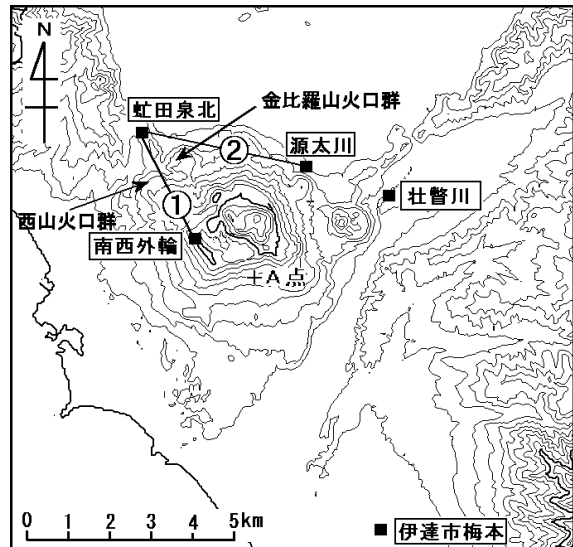 N
金比羅山火口群
虻田泉北
②
源太川
壮瞥川
西山火口群
①
南西外輪
+A点
0 1 2 3 4 5km
伊達市梅本